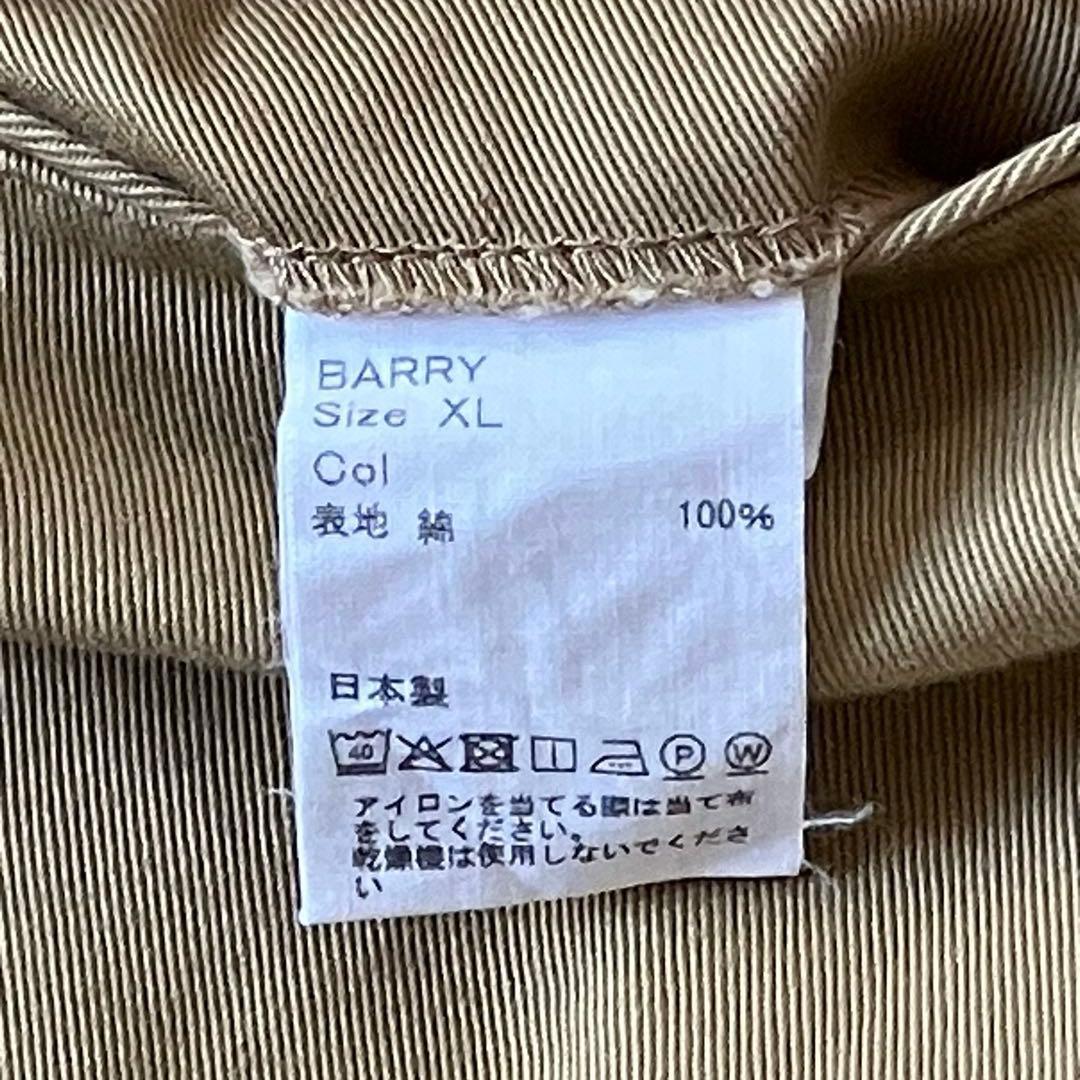 BARRY
Size XL
Col
表地 綿 100%
日本製
40 P W
アイロンを当てる際は当て布
をしてください。
乾燥機は使用しないでくださ
い